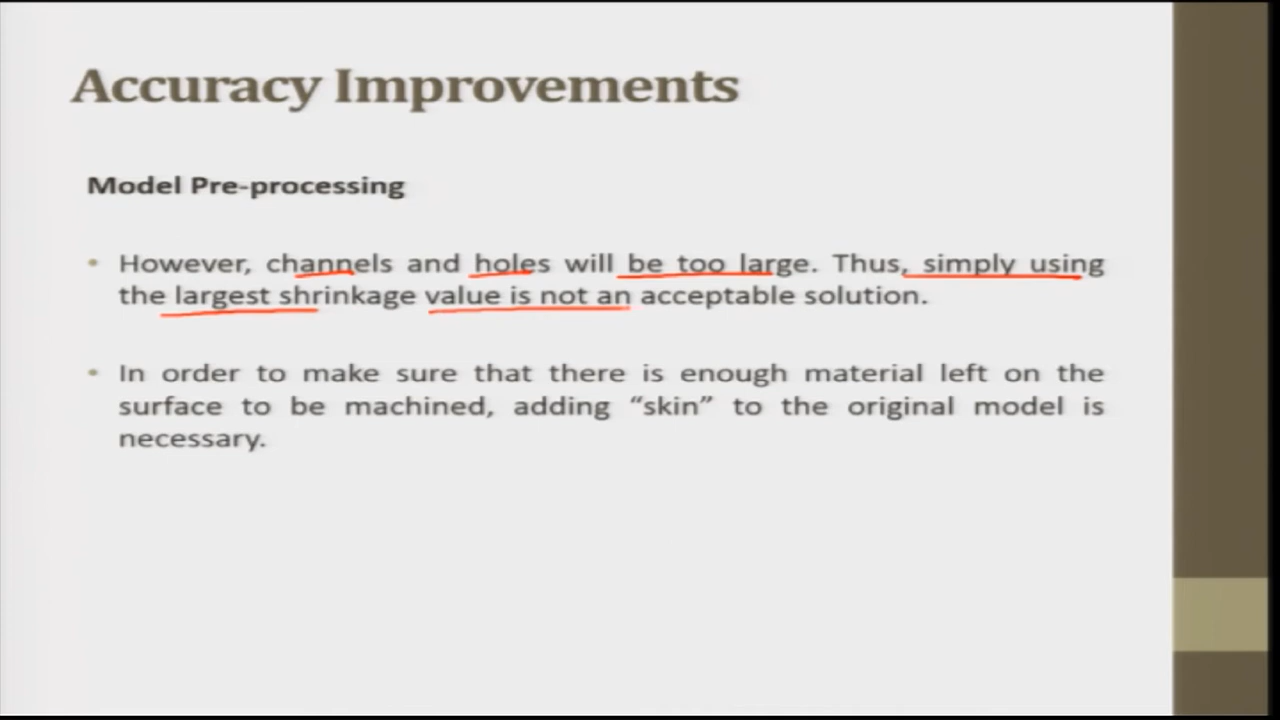 Accuracy Improvements
Model Pre-processing
• However, channels and holes will be too large. Thus, simply using
the largest shrinkage value is not an acceptable solution.
• In order to make sure that there is enough material left on the
surface to be machined, adding “skin” to the original model is
necessary.